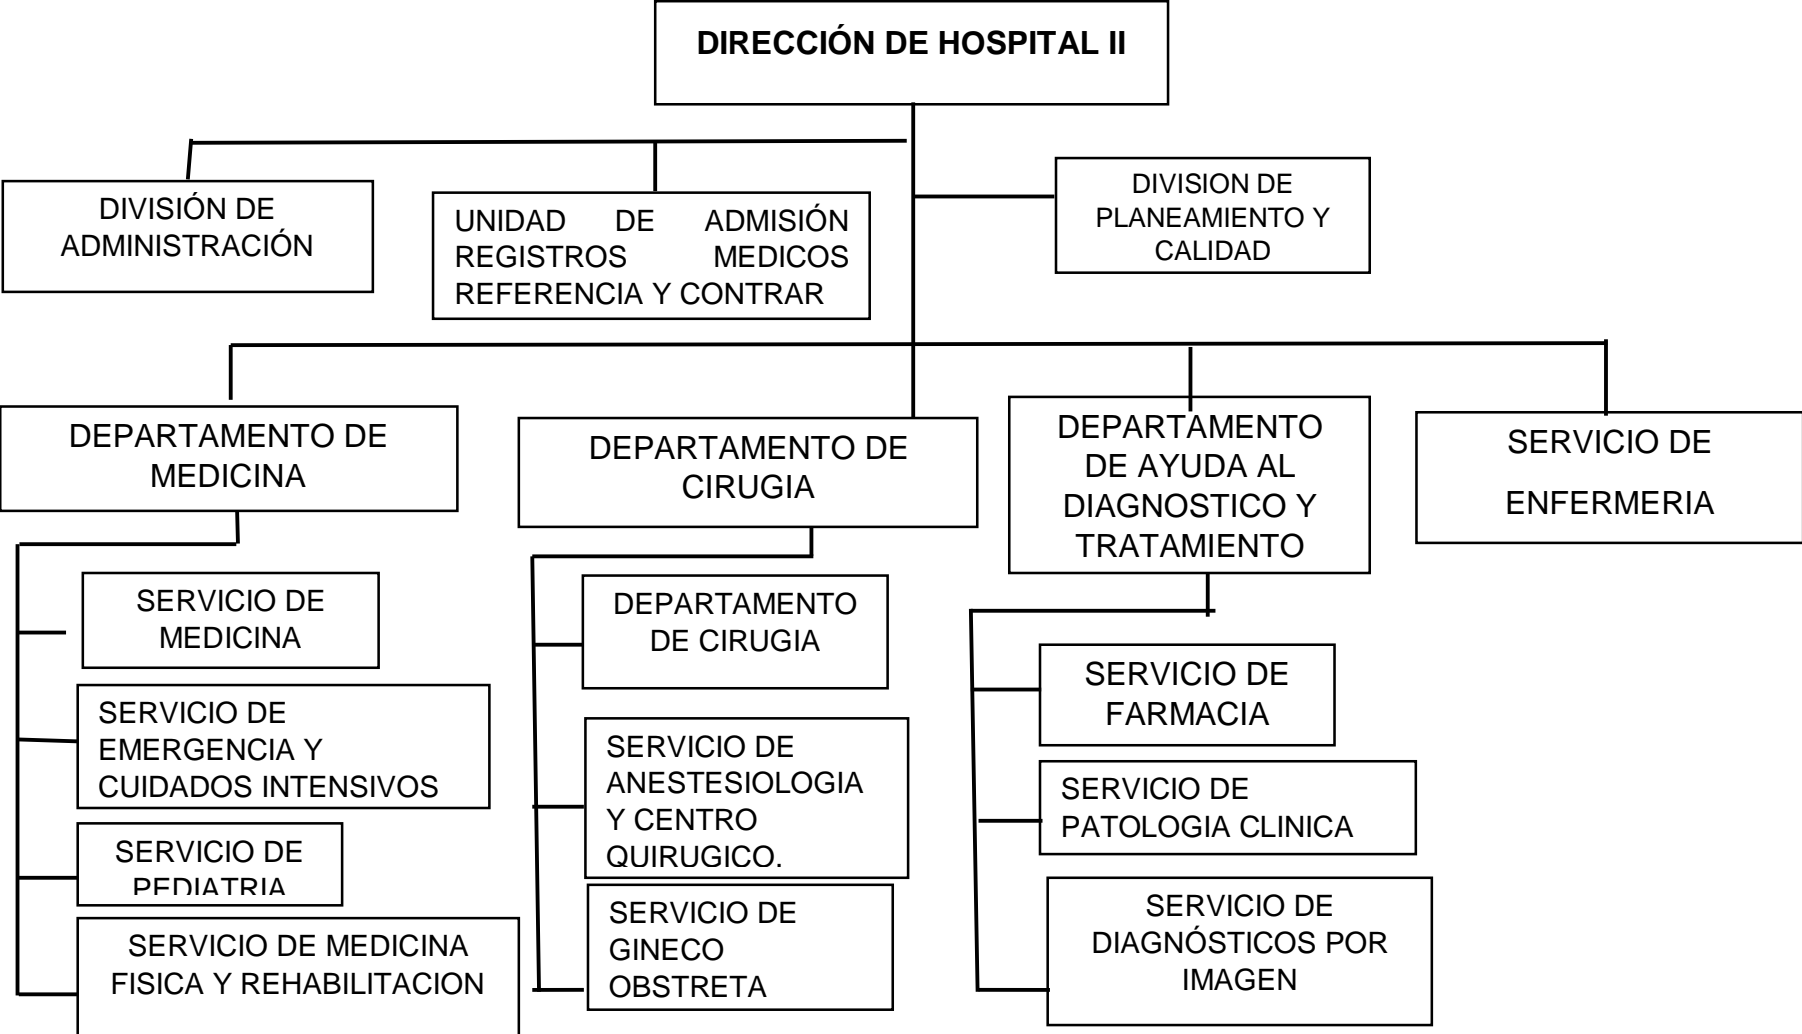 DIRECCIÓN DE HOSPITAL II
DIVISIÓN DE
ADMINISTRACIÓN
UNIDAD DE ADMISIÓN
REGISTROS MEDICOS
REFERENCIA Y CONTRAR
DIVISION DE
PLANEAMIENTO Y
CALIDAD
DEPARTAMENTO DE
MEDICINA
DEPARTAMENTO DE
CIRUGIA
DEPARTAMENTO
DE AYUDA AL
DIAGNOSTICO Y
TRATAMIENTO
SERVICIO DE
ENFERMERIA
SERVICIO DE
MEDICINA
SERVICIO DE
EMERGENCIA Y
CUIDADOS INTENSIVOS
SERVICIO DE
PEDIATRIA
SERVICIO DE MEDICINA
FISICA Y REHABILITACION
DEPARTAMENTO
DE CIRUGIA
SERVICIO DE
ANESTESIOLOGIA
Y CENTRO
QUIRUGICO.
SERVICIO DE
GINECO
OBSTRETA
SERVICIO DE
FARMACIA
SERVICIO DE
PATOLOGIA CLINICA
SERVICIO DE
DIAGNÓSTICOS POR
IMAGEN